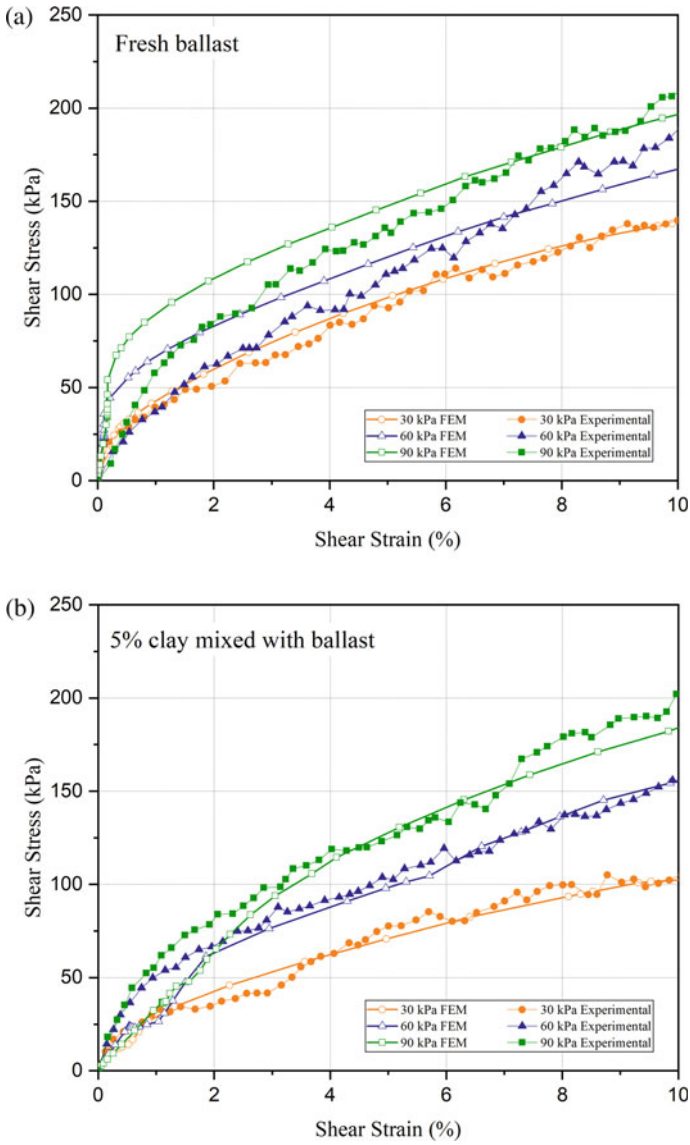 (a)
250
Fresh ballast
200
150
100
50
0
Shear Stress (kPa)
30 kPa FEM 30 kPa Experimental
60 kPa FEM 60 kPa Experimental
90 kPa FEM 90 kPa Experimental
0 2 4 6 8 10
Shear Strain (%)
(b)
250
5% clay mixed with ballast
200
150
100
50
0
Shear Stress (kPa)
30 kPa FEM 30 kPa Experimental
60 kPa FEM 60 kPa Experimental
90 kPa FEM 90 kPa Experimental
0 2 4 6 8 10
Shear Strain (%)